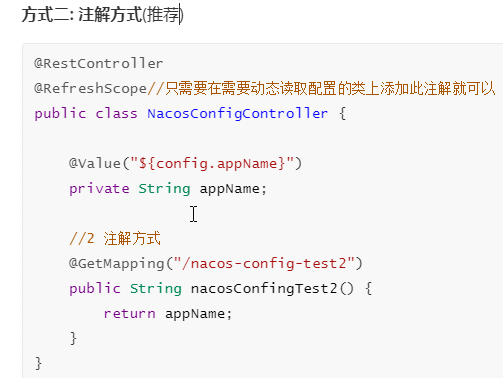 方式二: 注解方式(推荐)
@RestController
@RefreshScope//只需要在需要动态读取配置的类上添加此注解就可以
public class NacosConfigController {
@Value("${config.appName}")
private String appName;
//2 注解方式
@GetMapping("/nacos-config-test2")
public String nacosConfingTest2() {
return appName;
}
}